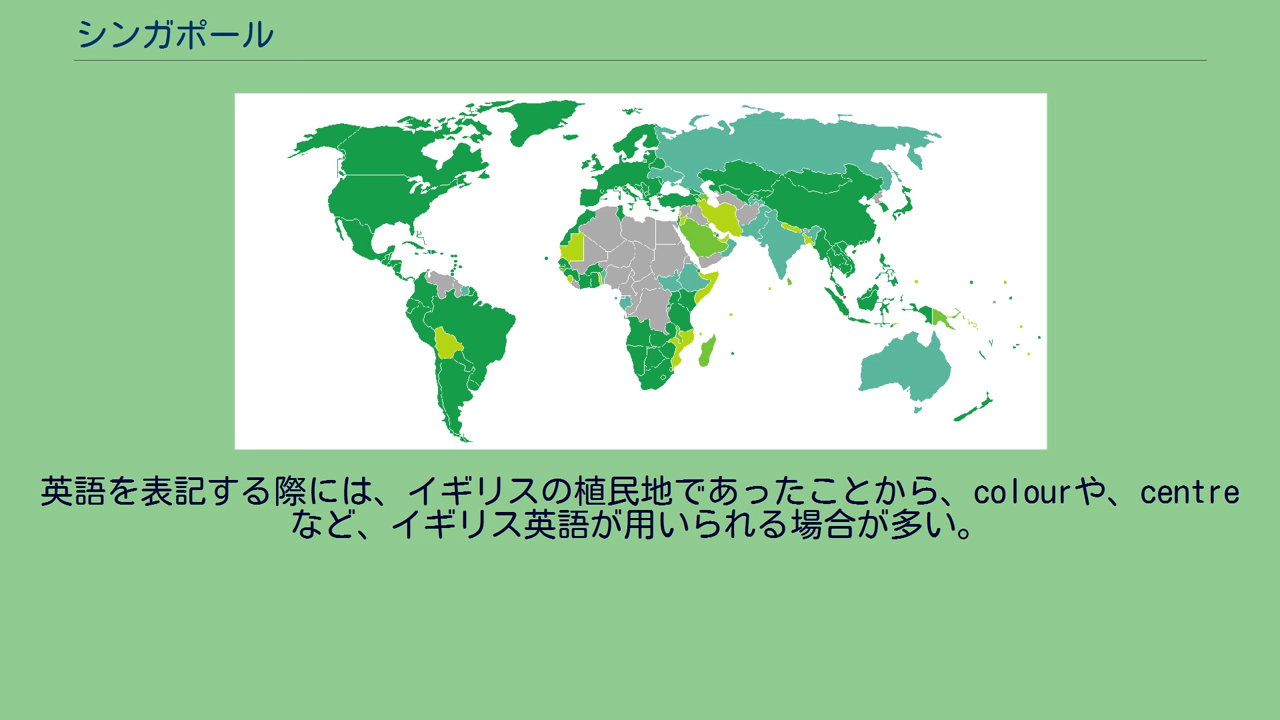 シンガポール
英語を表記する際には、イギリスの植民地であったことから、colourや、centre
など、イギリス英語が用いられる場合が多い。